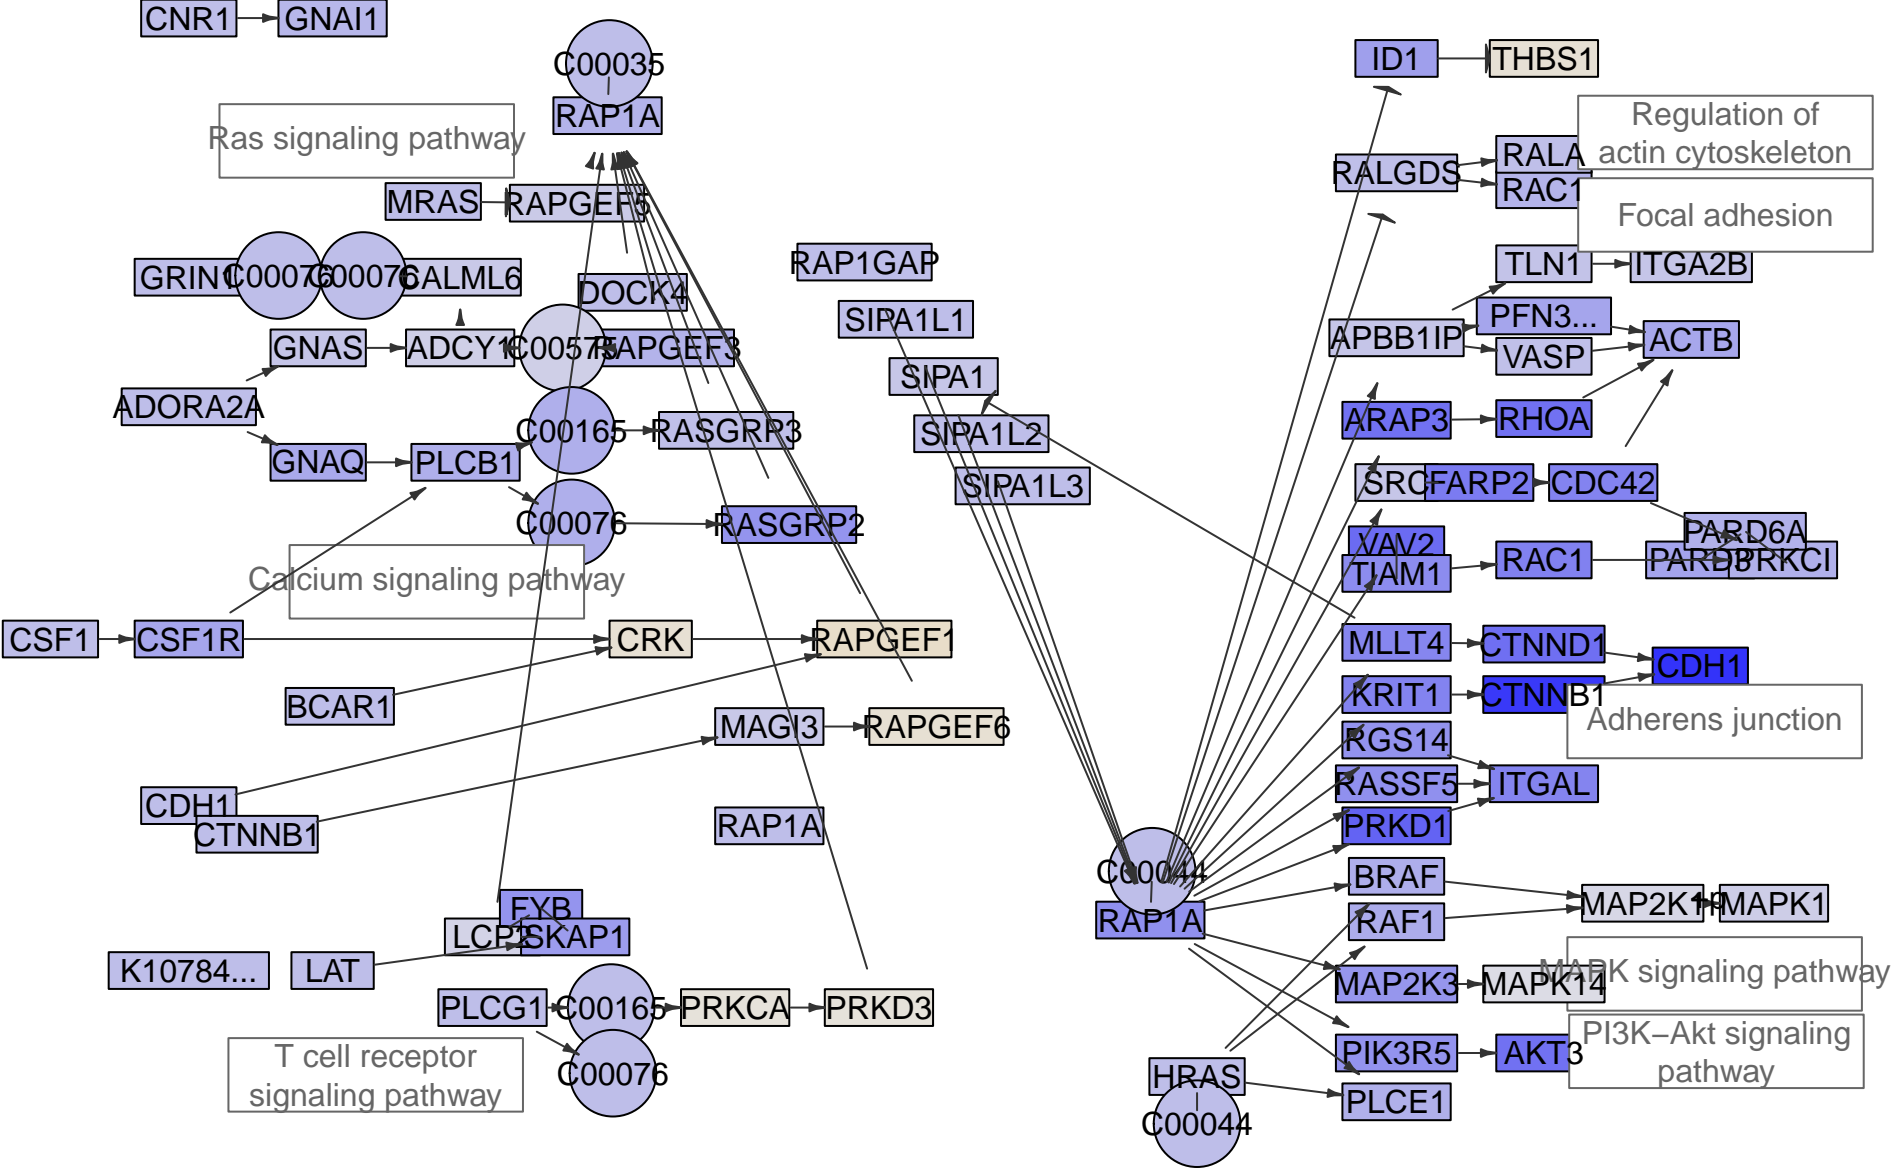 CNR1
GNAI1
C00035
RAP1A
Ras signaling pathway
MRAS
RAPGEF5
GRIN1
C00076
C00076
CALML6
DOCK4
GNAS
ADCY1
C00575
RAPGEF3
ADORA2A
GNAQ
PLCB1
C00165
RASGRP3
C00076
RASGRP2
Calcium signaling pathway
CSF1
CSF1R
CRK
RAPGEF1
BCAR1
MAGI3
RAPGEF6
CDH1
CTNNB1
RAP1A
FYB
LCP2
SKAP1
K10784...
LAT
PLCG1
C00165
PRKCA
PRKD3
C00076
T cell receptor
signaling pathway
RAP1GAP
SIPA1L1
SIPA1
SIPA1L2
SIPA1L3
C00044
RAP1A
HRAS
C00044
ID1
THBS1
Regulation of
actin cytoskeleton
RALGDS
RALA
RAC1
Focal adhesion
TLN1
ITGA2B
PFN3...
APBB1IP
VASP
ACTB
ARAP3
RHOA
SRC
FARP2
CDC42
VAV2
TIAM1
RAC1
PARD6A
PARD3
PRKCI
MLLT4
CTNND1
CDH1
KRIT1
CTNNB1
Adherens junction
RGS14
RASSF5
ITGAL
PRKD1
BRAF
MAP2K1
+p
MAPK1
RAF1
MAP2K3
MAPK14
MAPK signaling pathway
PIK3R5
AKT3
PI3K−Akt signaling
pathway
PLCE1